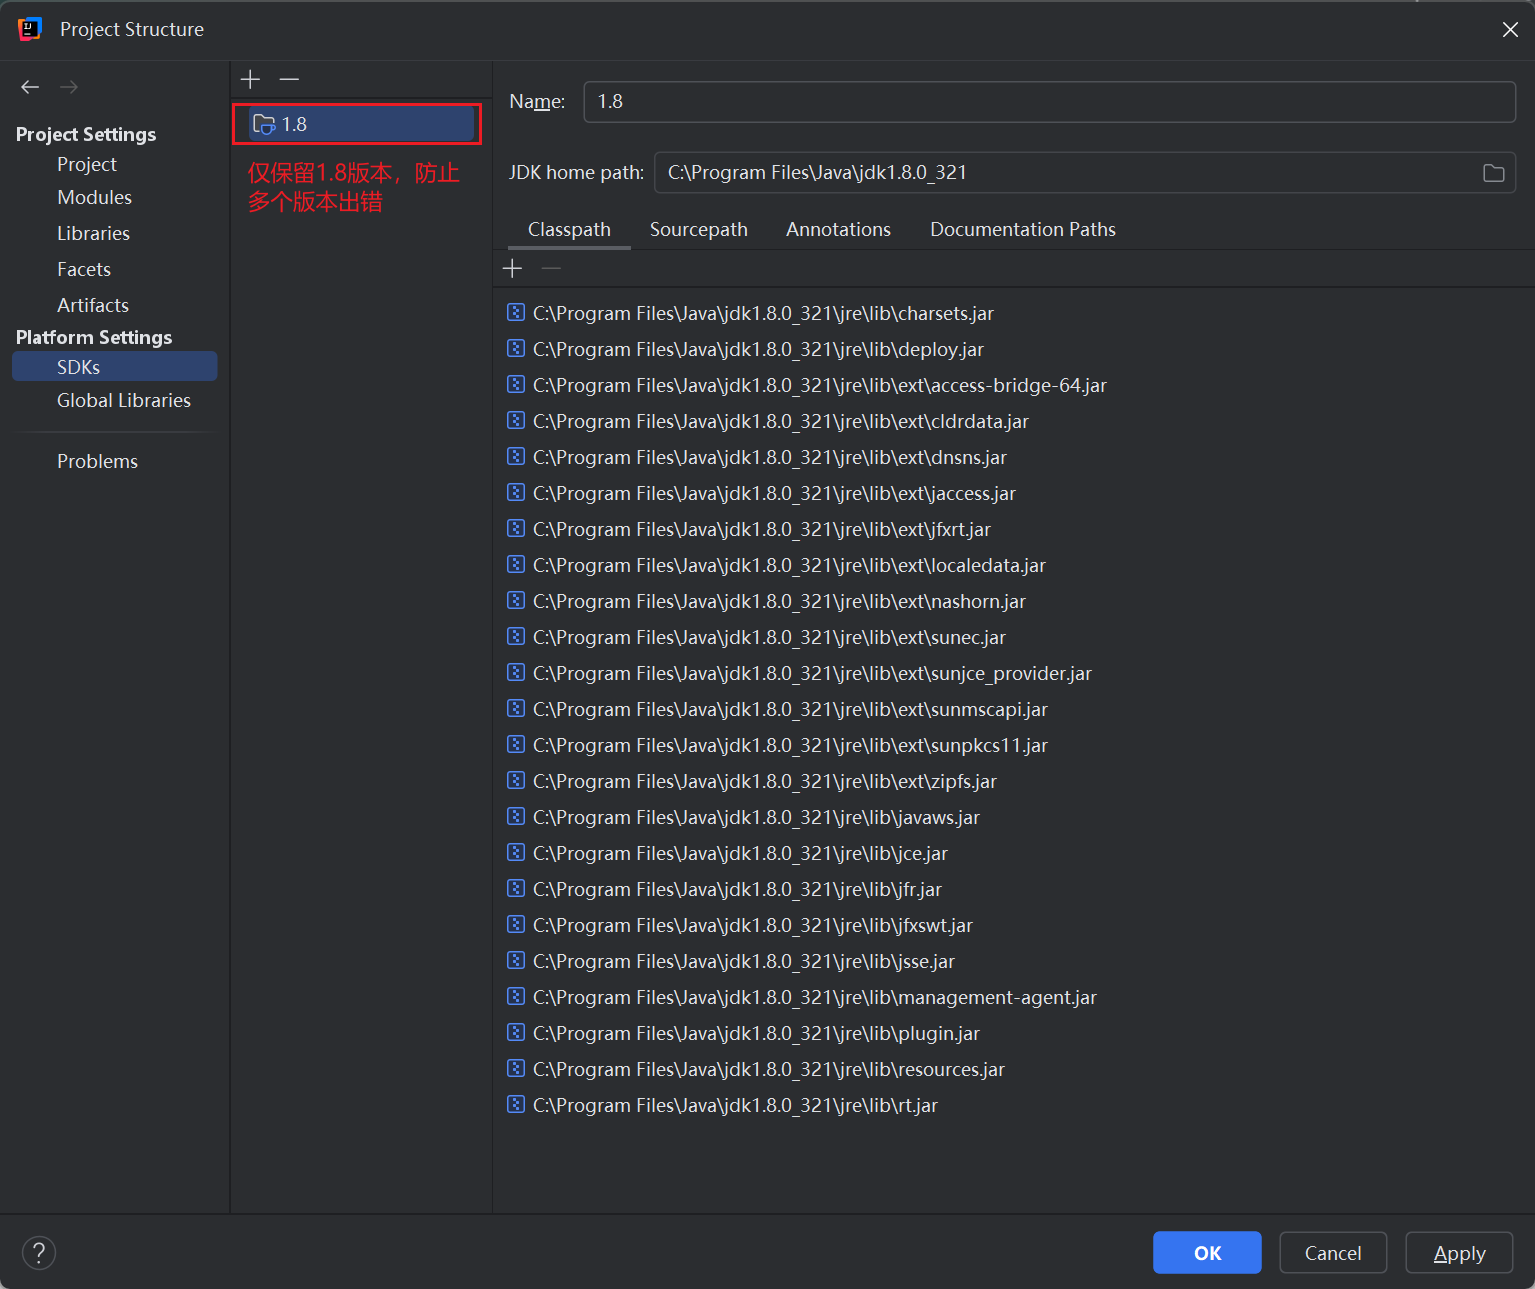 Project Structure
Project Settings
Project
Modules
Libraries
Facets
Artifacts
Platform Settings
SDKs
Global Libraries
Problems
1.8
仅保留1.8版本，防止
多个版本出错
Name: 1.8
JDK home path: C:\Program Files\Java\jdk1.8.0_321
Classpath Sourcepath Annotations Documentation Paths
C:\Program Files\Java\jdk1.8.0_321\jre\lib\charsets.jar
C:\Program Files\Java\jdk1.8.0_321\jre\lib\deploy.jar
C:\Program Files\Java\jdk1.8.0_321\jre\lib\ext\access-bridge-64.jar
C:\Program Files\Java\jdk1.8.0_321\jre\lib\ext\cldrdata.jar
C:\Program Files\Java\jdk1.8.0_321\jre\lib\ext\dnsns.jar
C:\Program Files\Java\jdk1.8.0_321\jre\lib\ext\jaccess.jar
C:\Program Files\Java\jdk1.8.0_321\jre\lib\ext\jfxrt.jar
C:\Program Files\Java\jdk1.8.0_321\jre\lib\ext\localedata.jar
C:\Program Files\Java\jdk1.8.0_321\jre\lib\ext\nashorn.jar
C:\Program Files\Java\jdk1.8.0_321\jre\lib\ext\sunec.jar
C:\Program Files\Java\jdk1.8.0_321\jre\lib\ext\sunjce_provider.jar
C:\Program Files\Java\jdk1.8.0_321\jre\lib\ext\sunmscapi.jar
C:\Program Files\Java\jdk1.8.0_321\jre\lib\ext\sunpkcs11.jar
C:\Program Files\Java\jdk1.8.0_321\jre\lib\ext\zipfs.jar
C:\Program Files\Java\jdk1.8.0_321\jre\lib\javaws.jar
C:\Program Files\Java\jdk1.8.0_321\jre\lib\jce.jar
C:\Program Files\Java\jdk1.8.0_321\jre\lib\jfr.jar
C:\Program Files\Java\jdk1.8.0_321\jre\lib\jfxswt.jar
C:\Program Files\Java\jdk1.8.0_321\jre\lib\jsse.jar
C:\Program Files\Java\jdk1.8.0_321\jre\lib\management-agent.jar
C:\Program Files\Java\jdk1.8.0_321\jre\lib\plugin.jar
C:\Program Files\Java\jdk1.8.0_321\jre\lib\resources.jar
C:\Program Files\Java\jdk1.8.0_321\jre\lib\rt.jar
? OK Cancel Apply